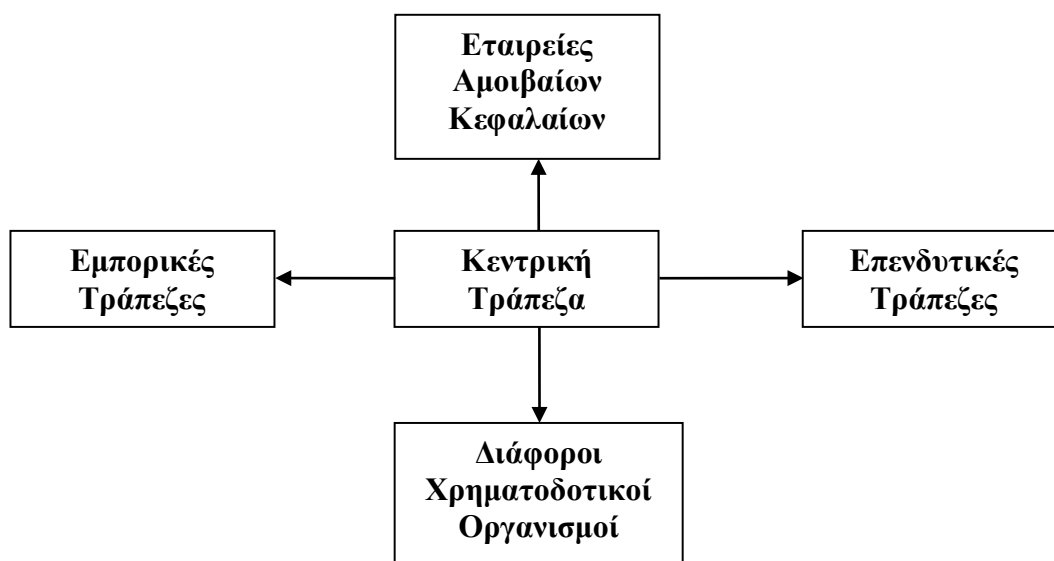 Εταιρείες
Αμοιβαίων
Κεφαλαίων
Εμπορικές
Τράπεζες
Κεντρική
Τράπεζα
Επενδυτικές
Τράπεζες
Διάφοροι
Χρηματοδοτικοί
Οργανισμοί